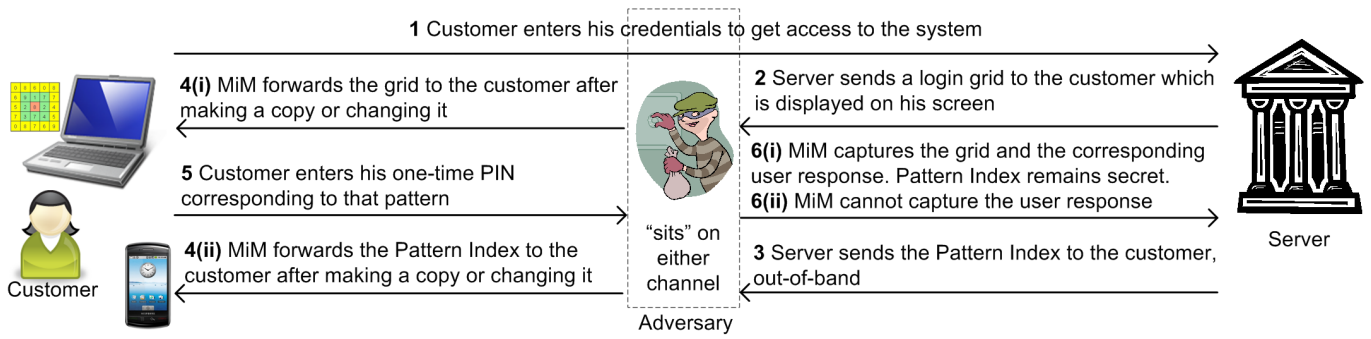 1 Customer enters his credentials to get access to the system
4(i) MiM forwards the grid to the customer after
making a copy or changing it
2 Server sends a login grid to the customer which
is displayed on his screen
5 Customer enters his one-time PIN
corresponding to that pattern
6(i) MiM captures the grid and the corresponding
user response. Pattern Index remains secret.
6(ii) MiM cannot capture the user response
4(ii) MiM forwards the Pattern Index to the
customer after making a copy or changing it
“sits” on
either
channel
3 Server sends the Pattern Index to the customer,
out-of-band
Customer
Adversary
Server